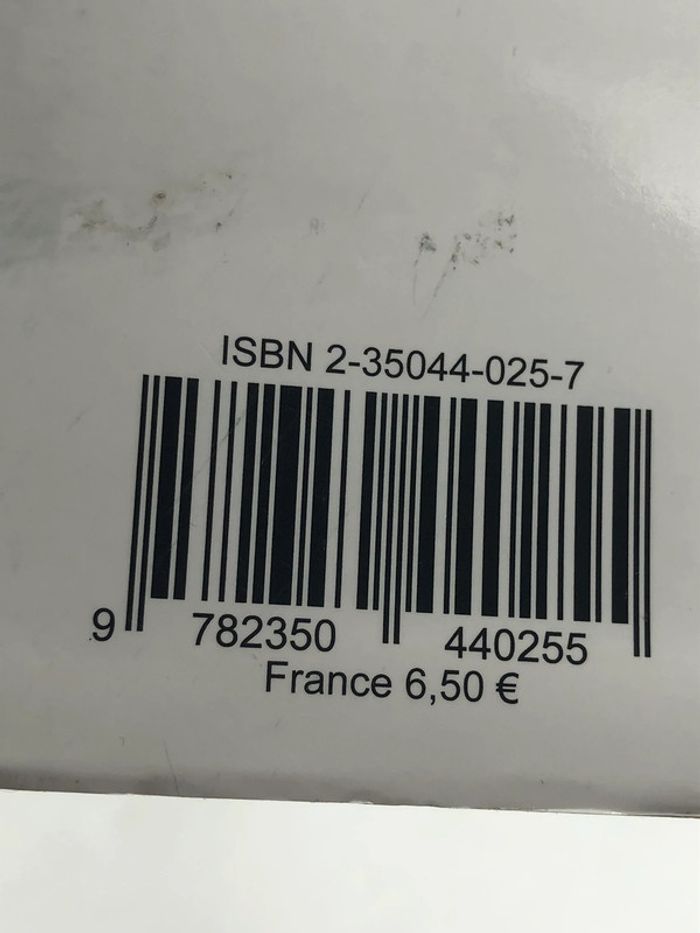 ISBN 2-35044-025-7
9 782350 440255
France 6,50 €